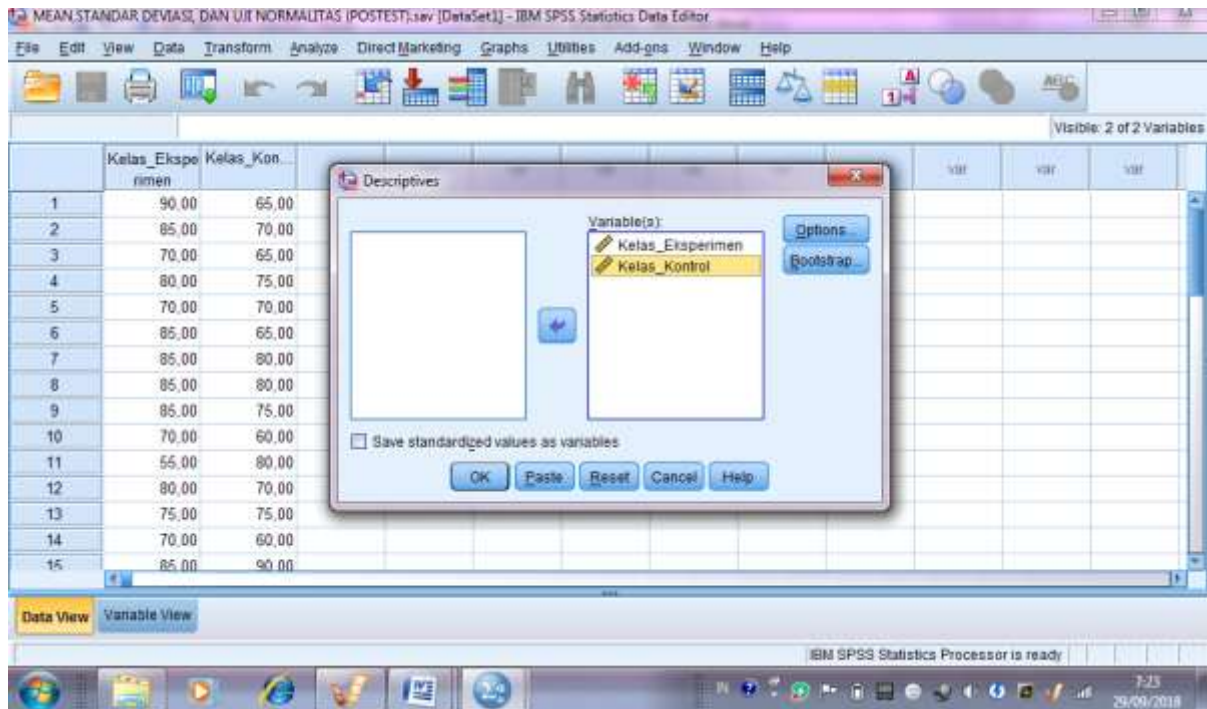 MEAN STANDAR DEVIASI, DAN UJI NORMALITAS (POSTEST).sav [DataSet1] - IBM SPSS Statistics Data Editor
File Edit View Data Transform Analyze Direct Marketing Graphs Utilities Add-ons Window Help
Visible: 2 of 2 Variables
Kelas_Ekspe Kelas_Kon...
rimen
var var var
1 90,00 65,00
2 85,00 70,00
3 70,00 65,00
4 80,00 75,00
5 70,00 70,00
6 85,00 65,00
7 85,00 80,00
8 85,00 80,00
9 85,00 75,00
10 70,00 60,00
11 55,00 80,00
12 80,00 70,00
13 75,00 75,00
14 70,00 60,00
15 85,00 90,00
Descriptives
Variable(s):
Kelas_Eksperimen
Kelas_Kontrol
Options...
Bootstrap...
Save standardized values as variables
OK Paste Reset Cancel Help
Data View Variable View
IBM SPSS Statistics Processor is ready
IN
7:23
29/09/2018